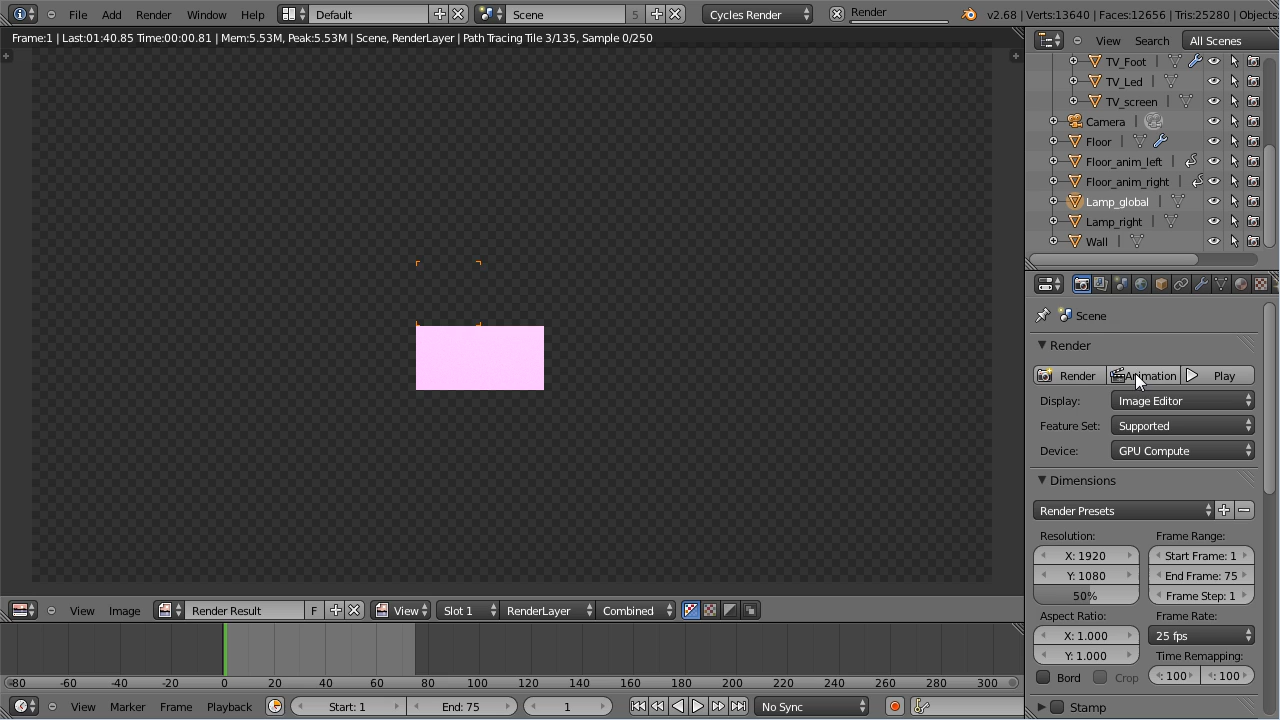 File Add Render Window Help Default Scene 5 Cycles Render Render v2.68 | Verts:13640 | Faces:12656 | Tris:25280 | Objects
Frame:1 | Last:01:40.85 Time:00:00.81 | Mem:5.53M, Peak:5.53M | Scene, RenderLayer | Path Tracing Tile 3/135, Sample 0/250
View Search All Scenes
TV_Foot
TV_Led
TV_screen
Camera
Floor
Floor_anim_left
Floor_anim_right
Lamp_global
Lamp_right
Wall
Scene
Render
Render Animation Play
Display: Image Editor
Feature Set: Supported
Device: GPU Compute
Dimensions
Render Presets
Resolution: Frame Range:
X: 1920 Start Frame: 1
Y: 1080 End Frame: 75
50% Frame Step: 1
Aspect Ratio: Frame Rate:
X: 1.000 25 fps
Y: 1.000 Time Remapping:
Bord Crop : 100 : 100
Stamp
View Image Render Result F View Slot 1 RenderLayer Combined
-80 -60 -40 -20 0 20 40 60 80 100 120 140 160 180 200 220 240 260 280 300
View Marker Frame Playback Start: 1 End: 75 1 No Sync